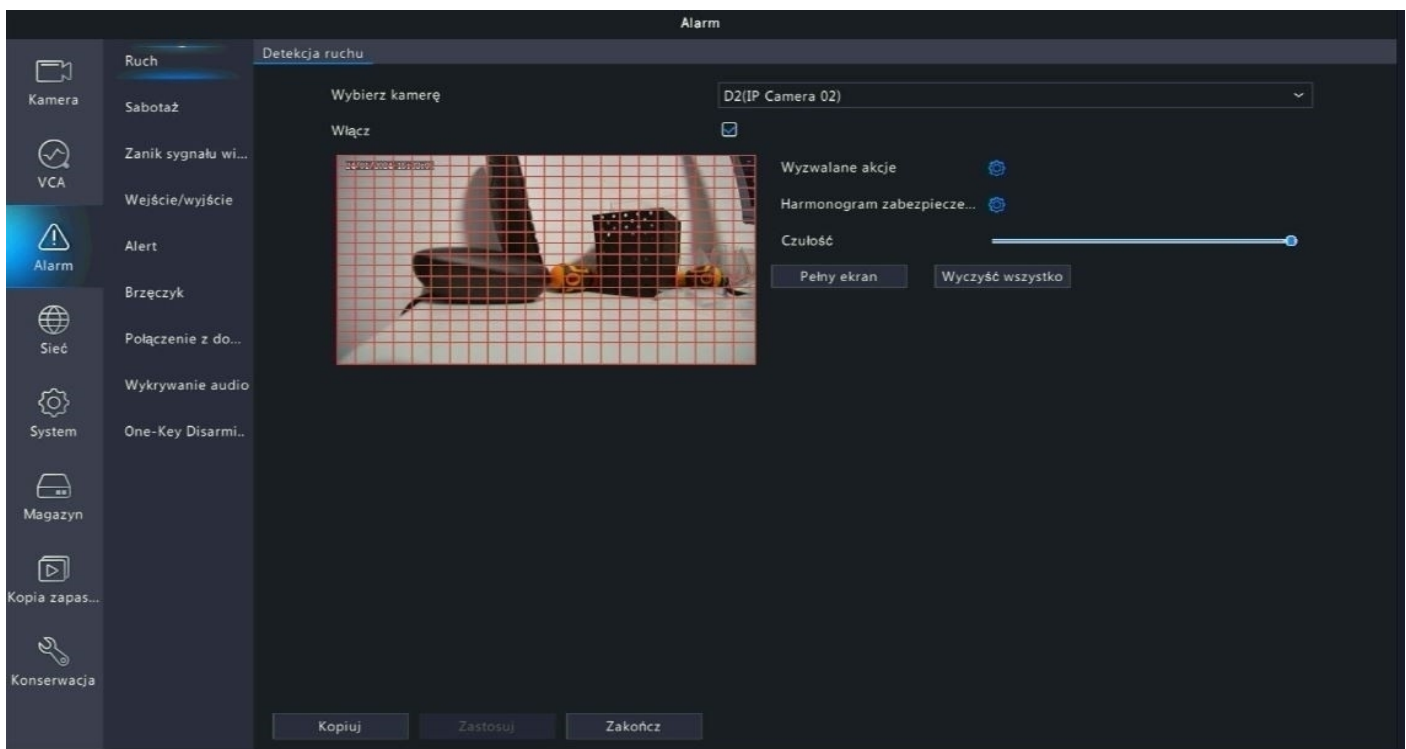 Alarm
Kamera
VCA
Alarm
Sieć
System
Magazyn
Kopia zapas...
Konserwacja
Ruch
Sabotaż
Zanik sygnału wi...
Wejście/wyjście
Alert
Brzęczyk
Połączenie z do...
Wykrywanie audio
One-Key Disarmi..
Detekcja ruchu
Wybierz kamerę
D2(IP Camera 02)
Włącz
Wyzwalane akcje
Harmonogram zabezpiecze...
Czułość
Pełny ekran
Wyczyść wszystko
Kopiuj
Zastosuj
Zakończ